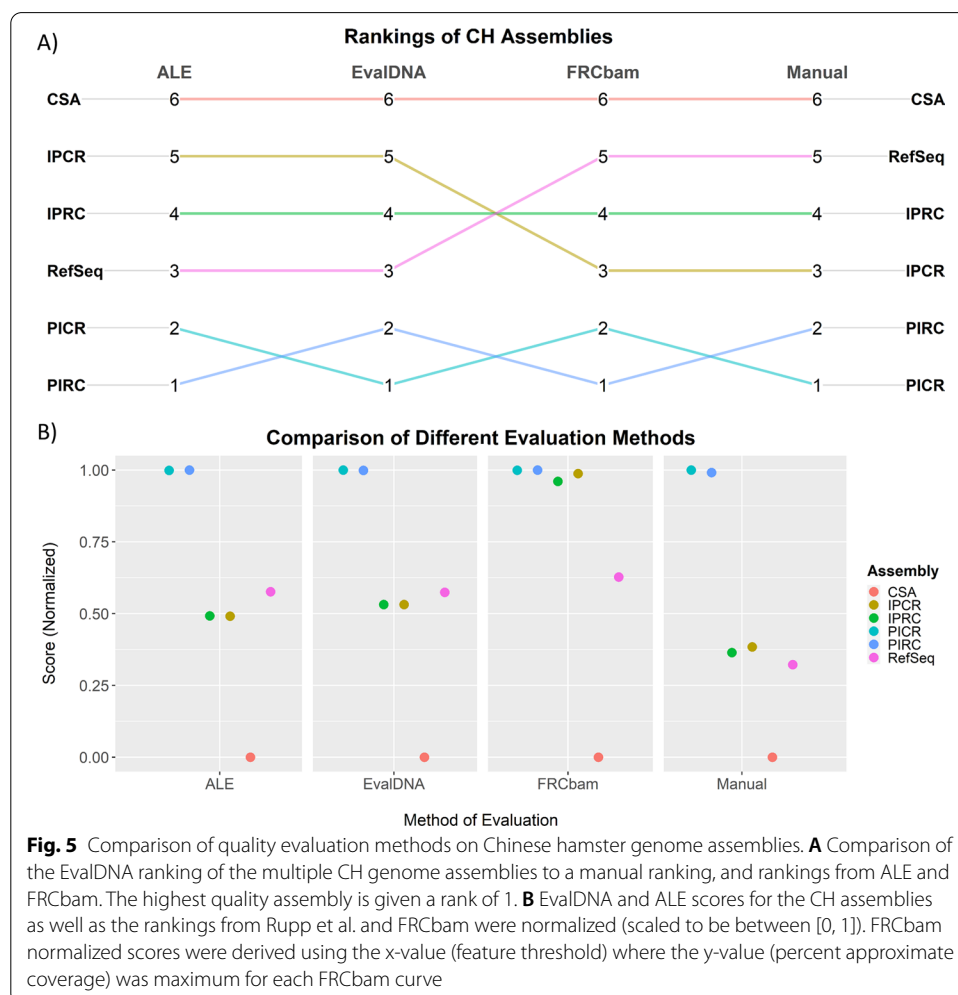 A)
Rankings of CH Assemblies
ALE EvalDNA FRCbam Manual
CSA 6 6 6 6 CSA
IPCR 5 5 5 5 RefSeq
IPRC 4 4 4 4 IPRC
RefSeq 3 3 3 3 IPCR
PICR 2 2 2 2 PIRC
PIRC 1 1 1 1 PICR
B)
Comparison of Different Evaluation Methods
Score (Normalized)
1.00
0.75
0.50
0.25
0.00
ALE EvalDNA FRCbam Manual
Method of Evaluation
Assembly
CSA
IPCR
IPRC
PICR
PIRC
RefSeq
Fig. 5 Comparison of quality evaluation methods on Chinese hamster genome assemblies. A Comparison of
the EvalDNA ranking of the multiple CH genome assemblies to a manual ranking, and rankings from ALE and
FRCbam. The highest quality assembly is given a rank of 1. B EvalDNA and ALE scores for the CH assemblies
as well as the rankings from Rupp et al. and FRCbam were normalized (scaled to be between [0, 1]). FRCbam
normalized scores were derived using the x-value (feature threshold) where the y-value (percent approximate
coverage) was maximum for each FRCbam curve